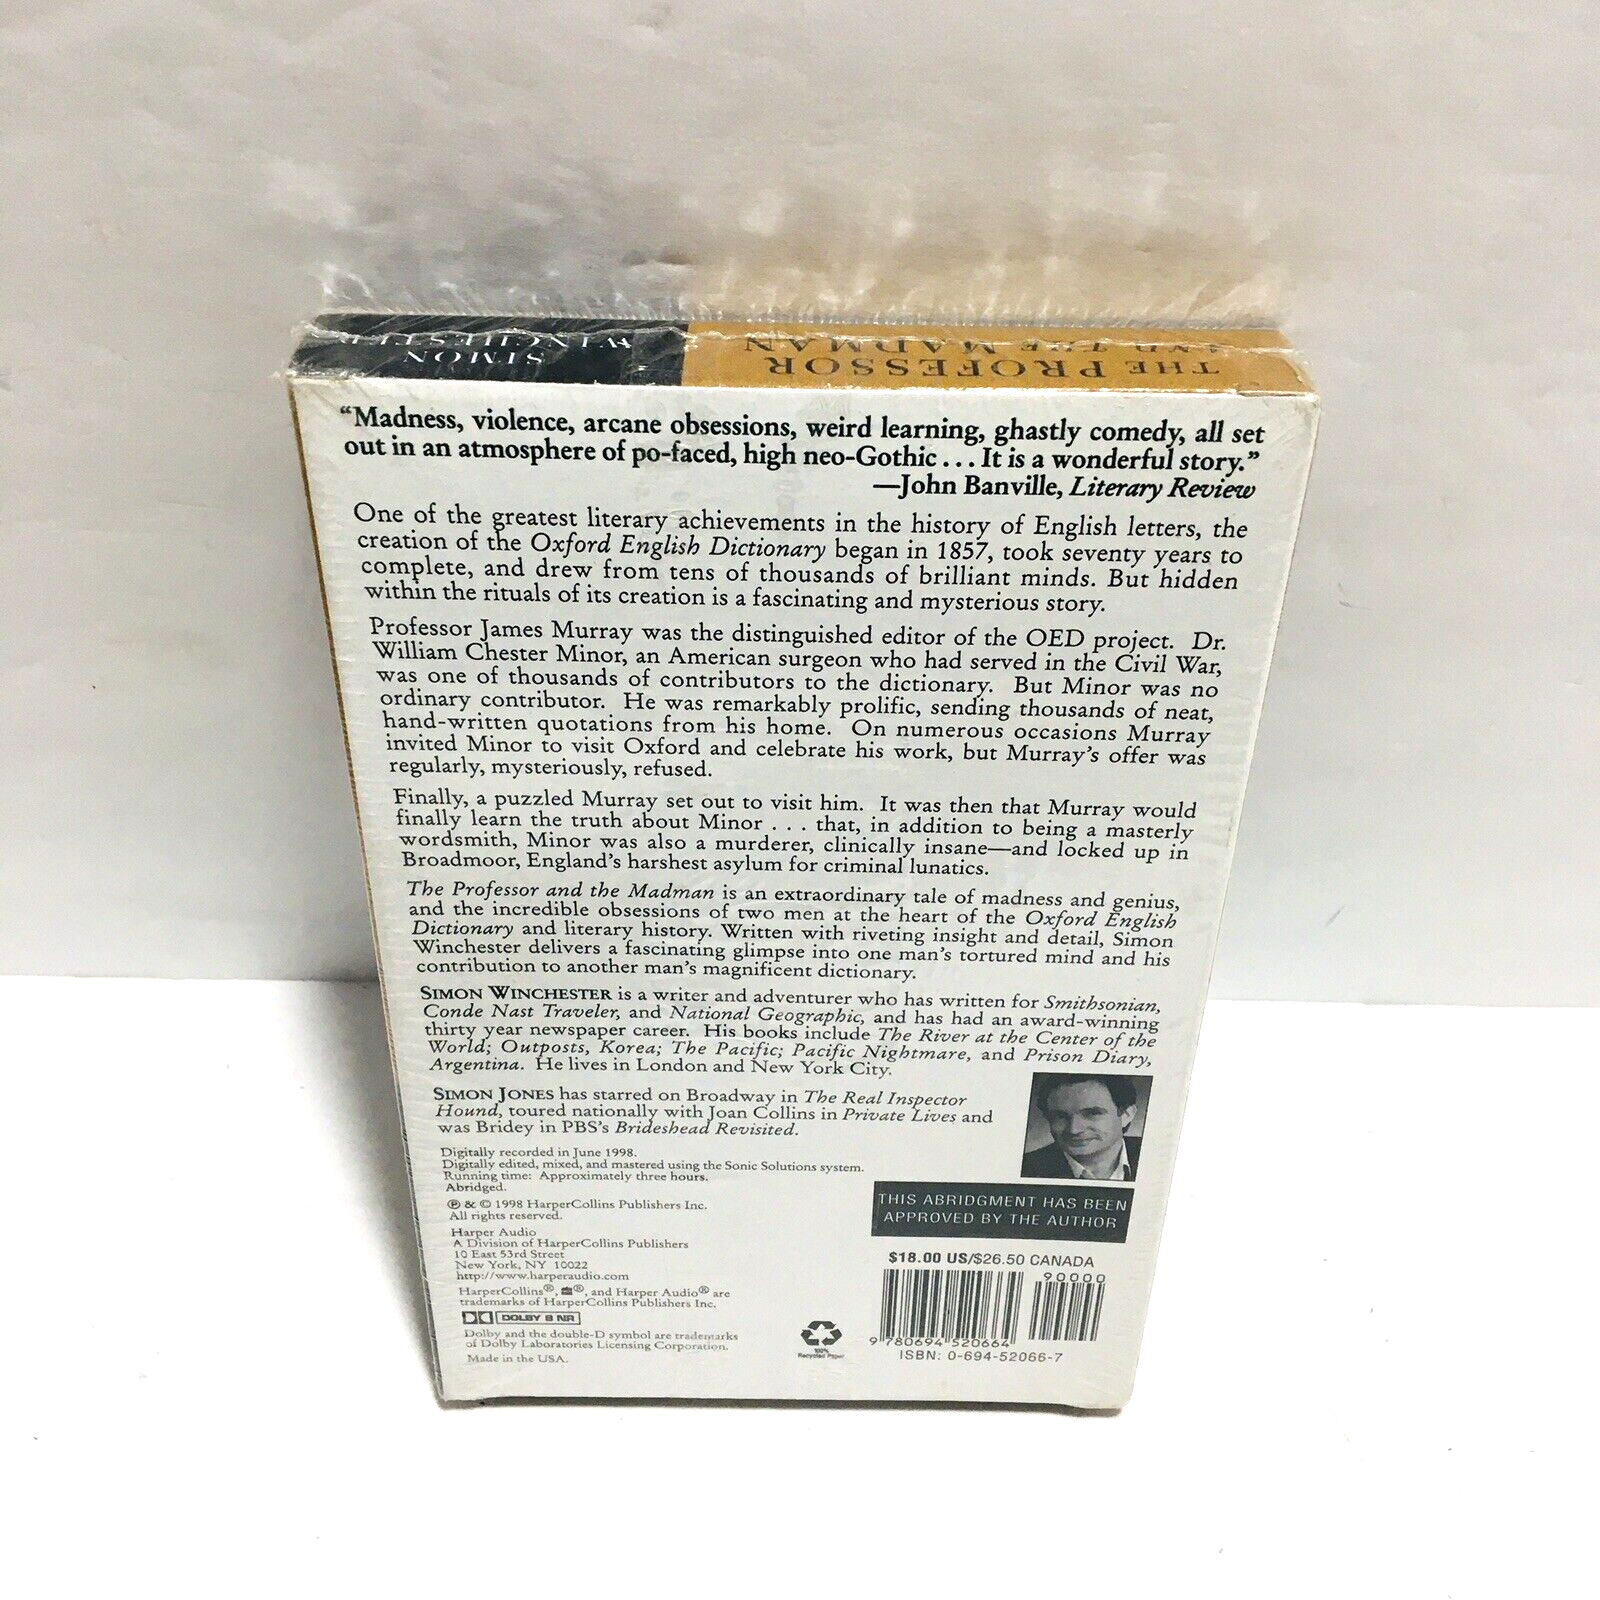 SIMON
WINCHESTER
THE PROFESSOR
AND THE MADMAN
“Madness, violence, arcane obsessions, weird learning, ghastly comedy, all set
out in an atmosphere of po-faced, high neo-Gothic . . . It is a wonderful story.”
—John Banville, Literary Review
One of the greatest literary achievements in the history of English letters, the
creation of the Oxford English Dictionary began in 1857, took seventy years to
complete, and drew from tens of thousands of brilliant minds. But hidden
within the rituals of its creation is a fascinating and mysterious story.
Professor James Murray was the distinguished editor of the OED project. Dr.
William Chester Minor, an American surgeon who had served in the Civil War,
was one of thousands of contributors to the dictionary. But Minor was no
ordinary contributor. He was remarkably prolific, sending thousands of neat,
hand-written quotations from his home. On numerous occasions Murray
invited Minor to visit Oxford and celebrate his work, but Murray’s offer was
regularly, mysteriously, refused.
Finally, a puzzled Murray set out to visit him. It was then that Murray would
finally learn the truth about Minor . . . that, in addition to being a masterly
wordsmith, Minor was also a murderer, clinically insane—and locked up in
Broadmoor, England’s harshest asylum for criminal lunatics.
The Professor and the Madman is an extraordinary tale of madness and genius,
and the incredible obsessions of two men at the heart of the Oxford English
Dictionary and literary history. Written with riveting insight and detail, Simon
Winchester delivers a fascinating glimpse into one man’s tortured mind and his
contribution to another man’s magnificent dictionary.
SIMON WINCHESTER is a writer and adventurer who has written for Smithsonian,
Conde Nast Traveler, and National Geographic, and has had an award-winning
thirty year newspaper career. His books include The River at the Center of the
World; Outposts, Korea; The Pacific; Pacific Nightmare, and Prison Diary,
Argentina. He lives in London and New York City.
SIMON JONES has starred on Broadway in The Real Inspector
Hound, toured nationally with Joan Collins in Private Lives and
was Bridey in PBS’s Brideshead Revisited.
Digitally recorded in June 1998.
Digitally edited, mixed, and mastered using the Sonic Solutions system.
Running time: Approximately three hours.
Abridged.
℗ & © 1998 HarperCollins Publishers Inc.
All rights reserved.
Harper Audio
A Division of HarperCollins Publishers
10 East 53rd Street
New York, NY 10022
http://www.harperaudio.com
HarperCollins®, ®, and Harper Audio® are
trademarks of HarperCollins Publishers Inc.
DOLBY B NR
Dolby and the double-D symbol are trademarks
of Dolby Laboratories Licensing Corporation.
Made in the USA.
100%
Recycled Paper
THIS ABRIDGMENT HAS BEEN
APPROVED BY THE AUTHOR
$18.00 US/$26.50 CANADA
90000
9 780694 520664
ISBN: 0-694-52066-7